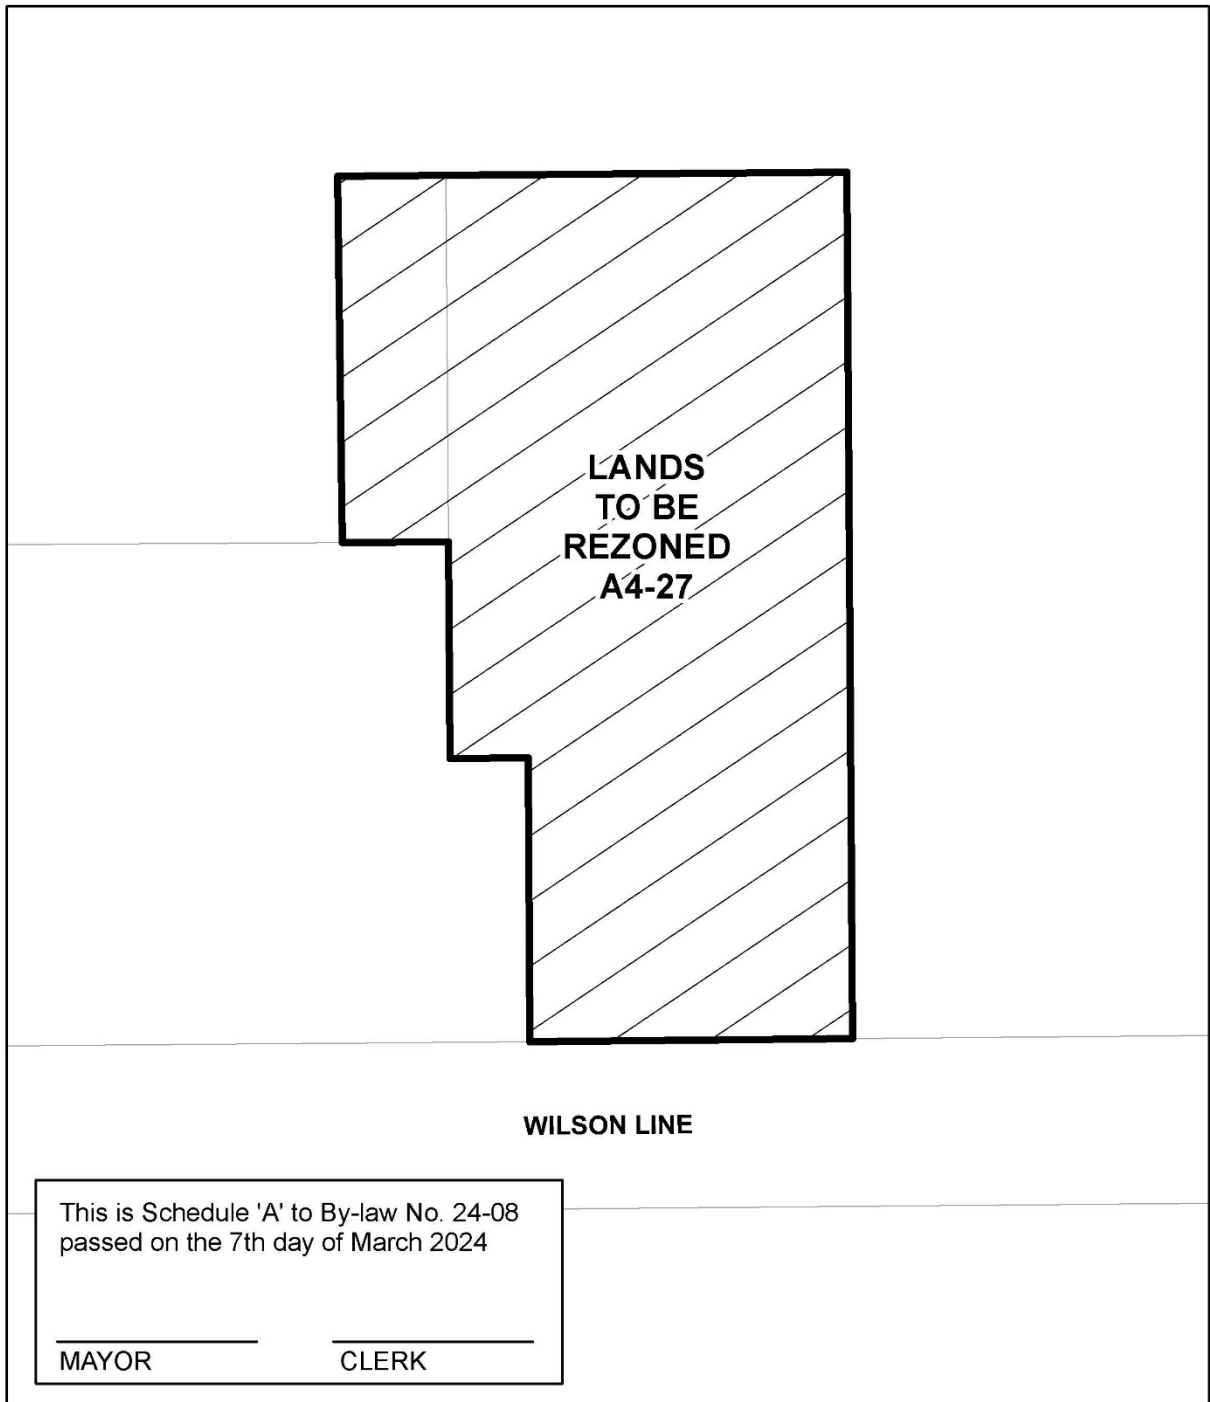 LANDS
TO BE
REZONED
A4-27
WILSON LINE
This is Schedule 'A' to By-law No. 24-08
passed on the 7th day of March 2024
MAYOR CLERK